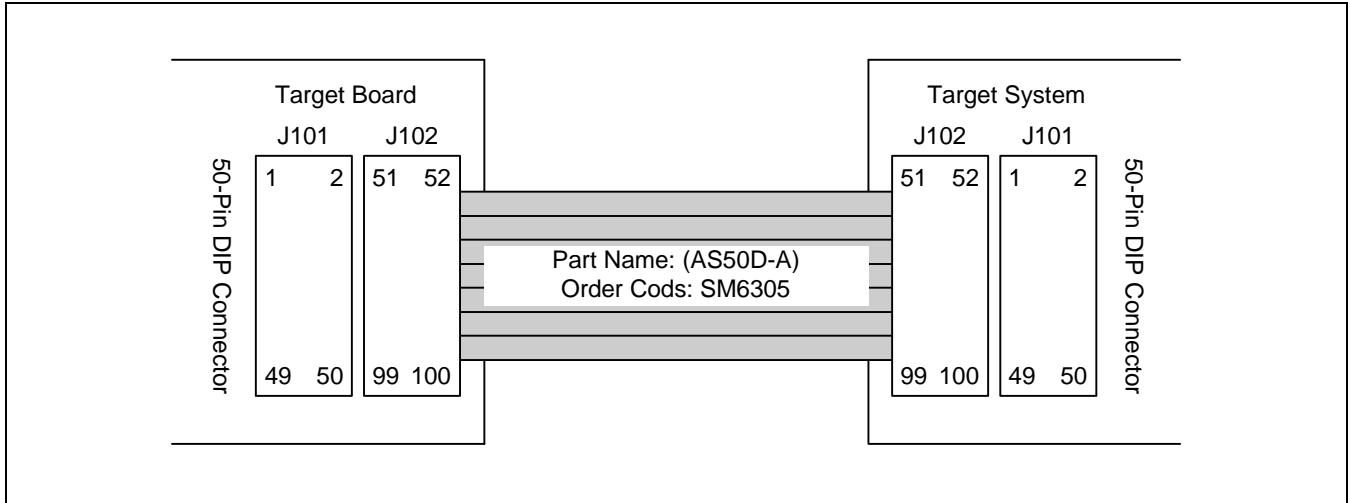 Target Board
J101 J102
50-Pin DIP Connector
1 2 51 52
49 50 99 100
Part Name: (AS50D-A)
Order Cods: SM6305
Target System
J102 J101
51 52 1 2
99 100 49 50
50-Pin DIP Connector